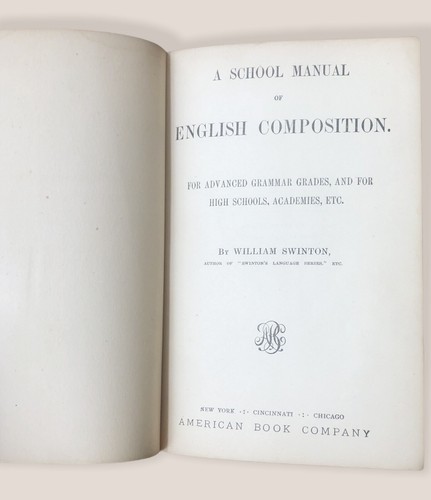 A SCHOOL MANUAL
OF
ENGLISH COMPOSITION.
FOR ADVANCED GRAMMAR GRADES, AND FOR
HIGH SCHOOLS, ACADEMIES, ETC.
BY WILLIAM SWINTON,
AUTHOR OF "SWINTON'S LANGUAGE SERIES," ETC.
NEW YORK ·:· CINCINNATI ·:· CHICAGO
AMERICAN BOOK COMPANY